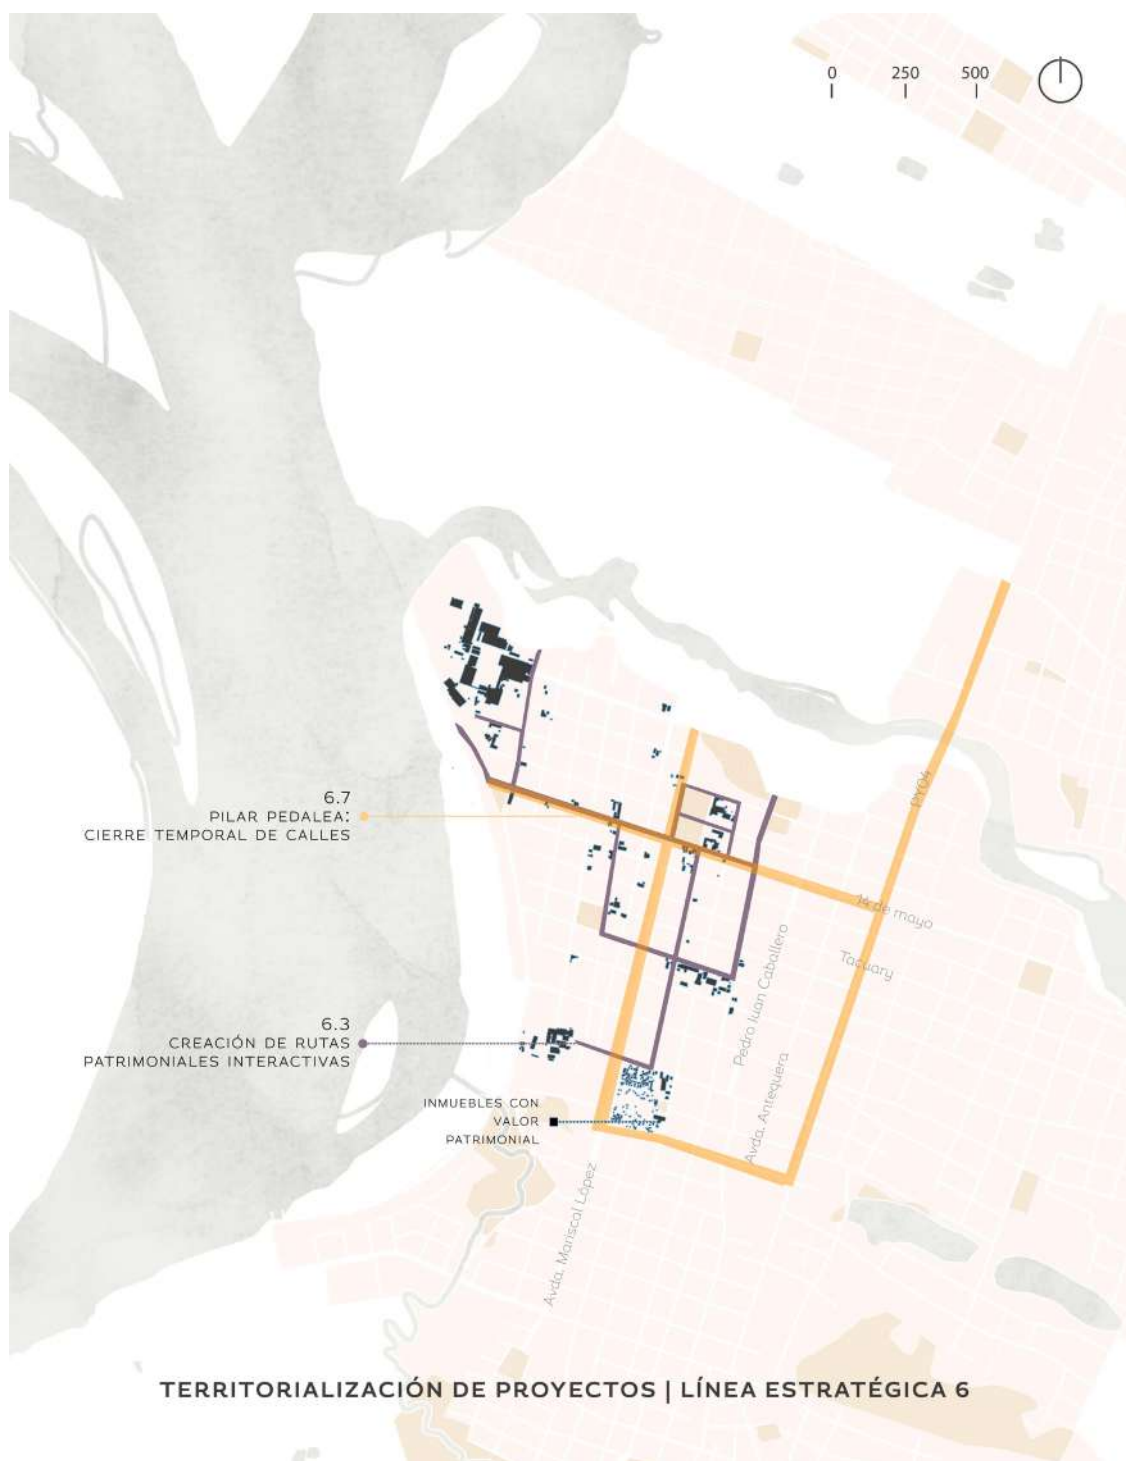 0 250 500
PY04
6.7
PILAR PEDALEA:
CIERRE TEMPORAL DE CALLES
14 de mayo
Tacuary
Pedro Juan Caballero
6.3
CREACIÓN DE RUTAS
PATRIMONIALES INTERACTIVAS
Avda. Antequera
INMUEBLES CON
VALOR
PATRIMONIAL
Avda. Mariscal López
TERRITORIALIZACIÓN DE PROYECTOS | LÍNEA ESTRATÉGICA 6